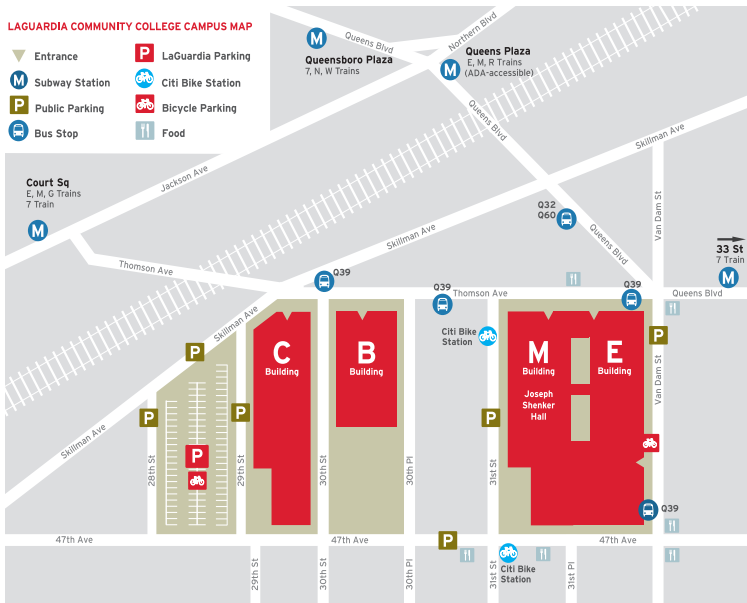 LAGUARDIA COMMUNITY COLLEGE CAMPUS MAP
Entrance
P LaGuardia Parking
M Subway Station
Citi Bike Station
P Public Parking
Bicycle Parking
Bus Stop
Food
M
Queensboro Plaza
7, N, W Trains
Queens Blvd
Northern Blvd
M
Queens Plaza
E, M, R Trains
(ADA-accessible)
Queens Blvd
Skillman Ave
Jackson Ave
Court Sq
E, M, G Trains
7 Train
M
Van Dam St
Q32
Q60
Skillman Ave
Queens Blvd
33 St
7 Train
M
Thomson Ave
Q39
Q39
Thomson Ave
Q39
Queens Blvd
Skillman Ave
Citi Bike
Station
P
P
C
Building
B
Building
M
Building
E
Building
Joseph
Shenker
Hall
Van Dam St
P
P
P
Skillman Ave
P
28th St
29th St
30th St
30th Pl
31st St
Q39
47th Ave
47th Ave
P
47th Ave
Citi Bike
Station
29th St
30th St
30th Pl
31st St
31st Pl